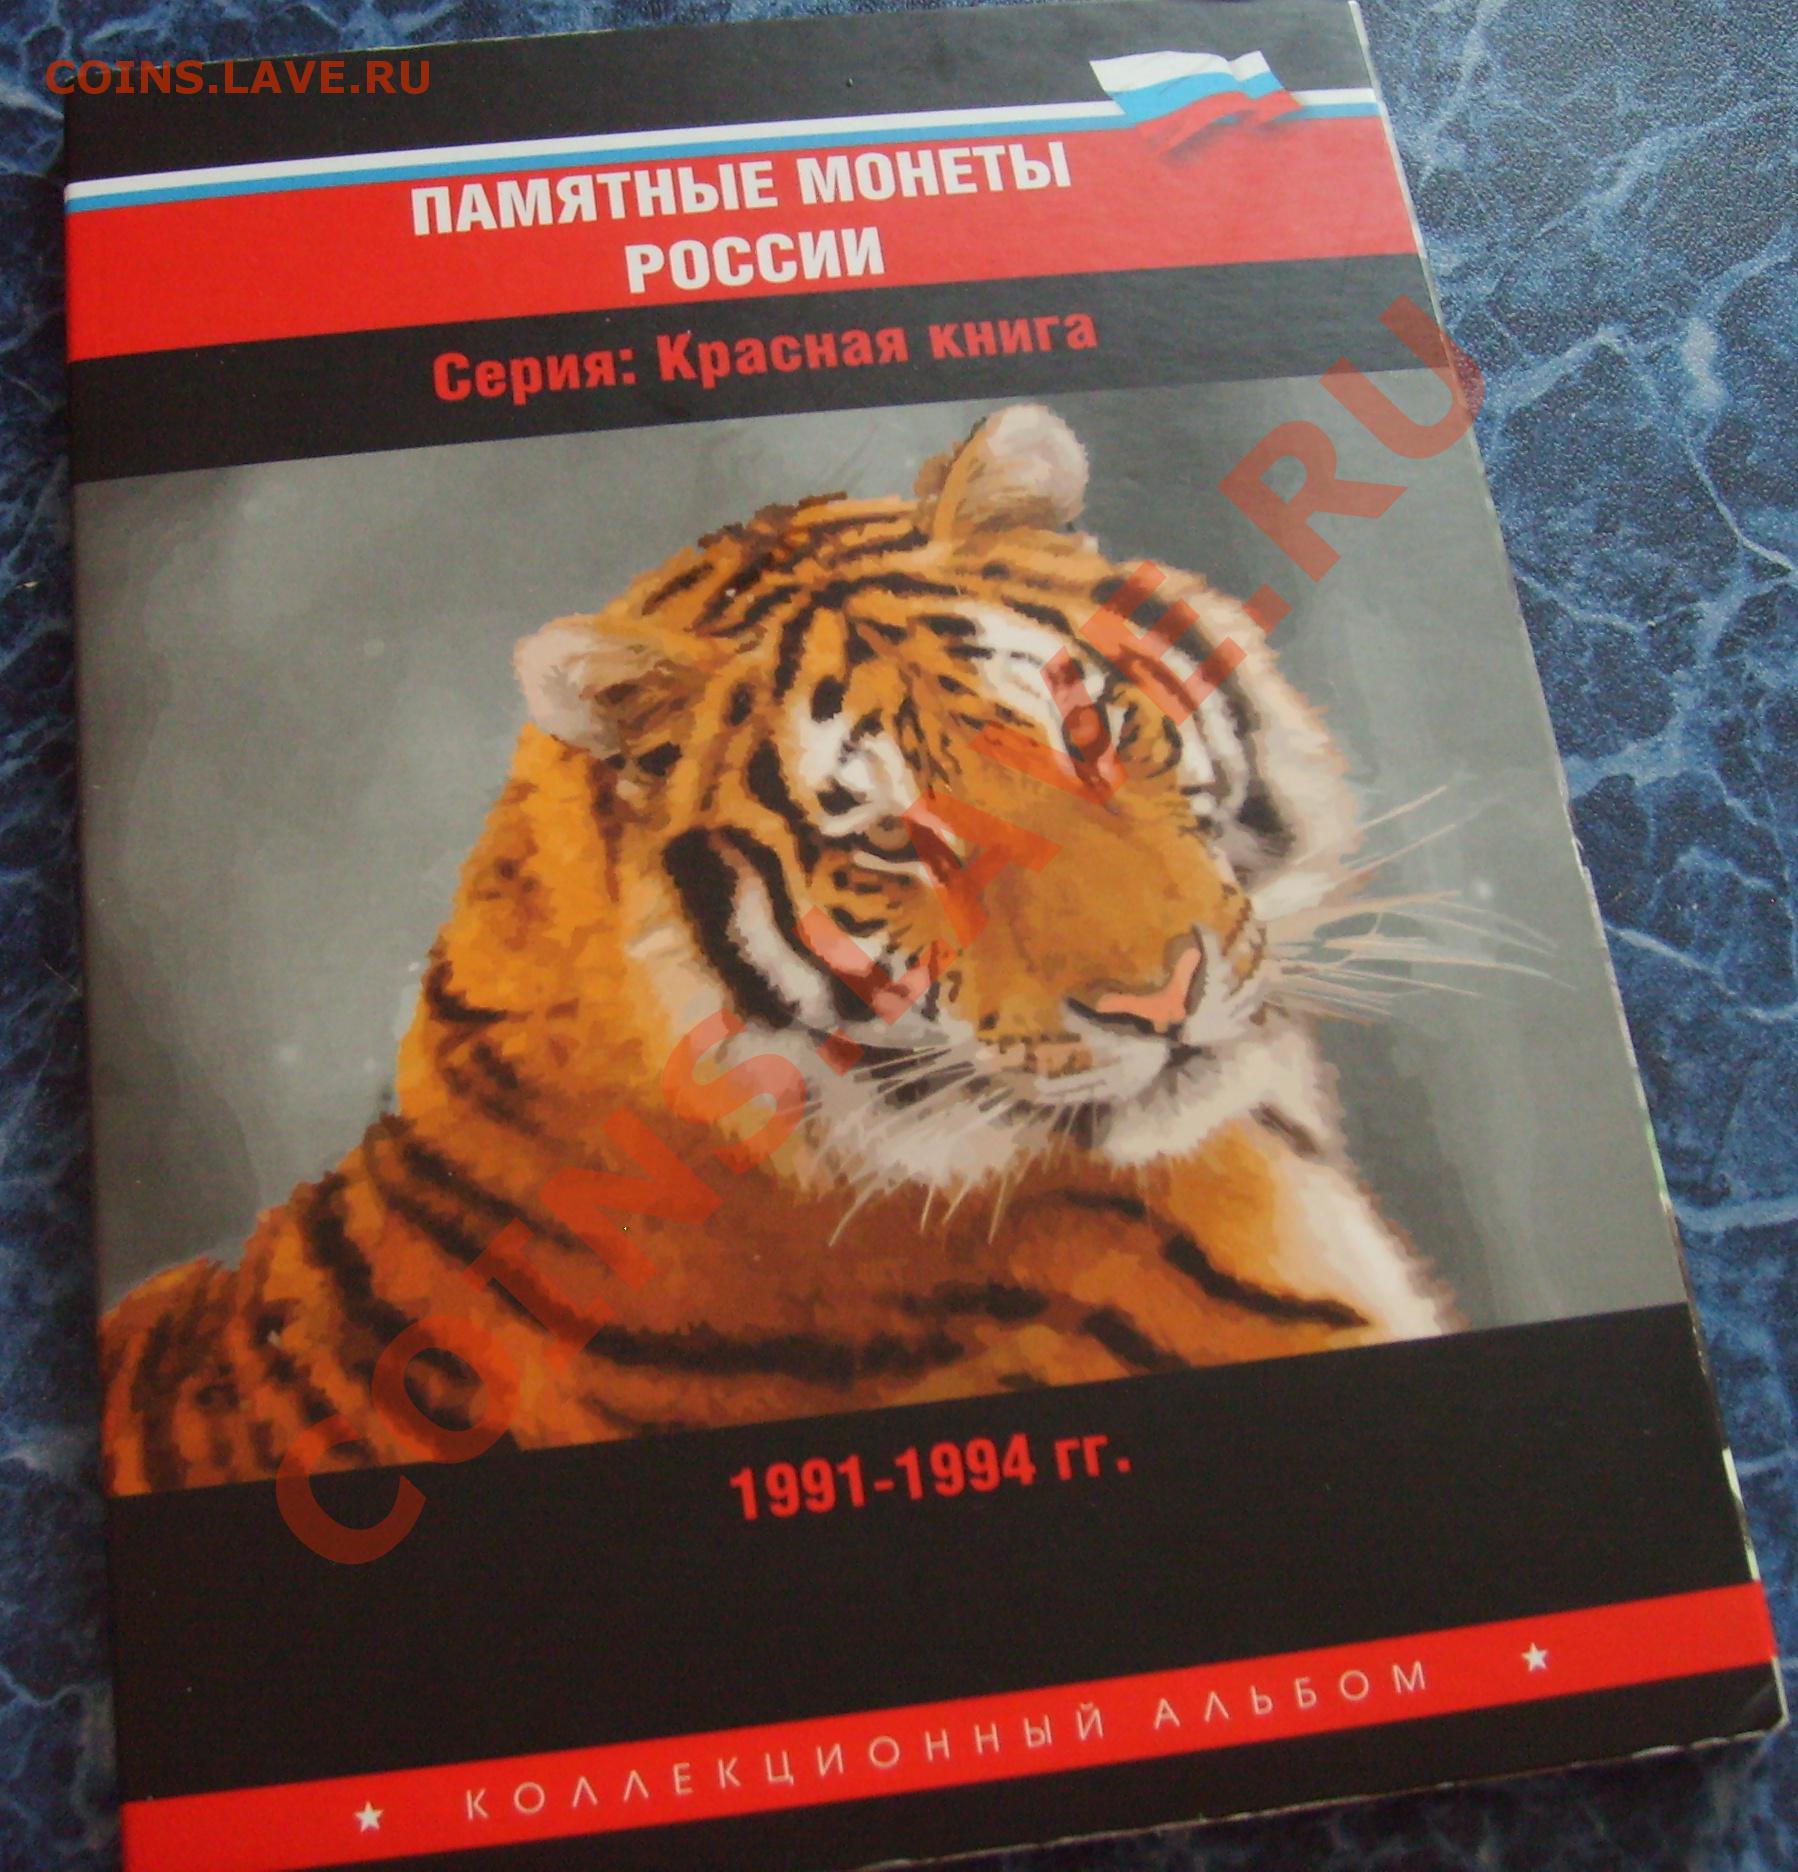 COINS.LAVE.RU
ПАМЯТНЫЕ МОНЕТЫ
РОССИИ
Серия: Красная книга
COINS.LAVE.RU
1991-1994 гг.
★ КОЛЛЕКЦИОННЫЙ АЛЬБОМ ★